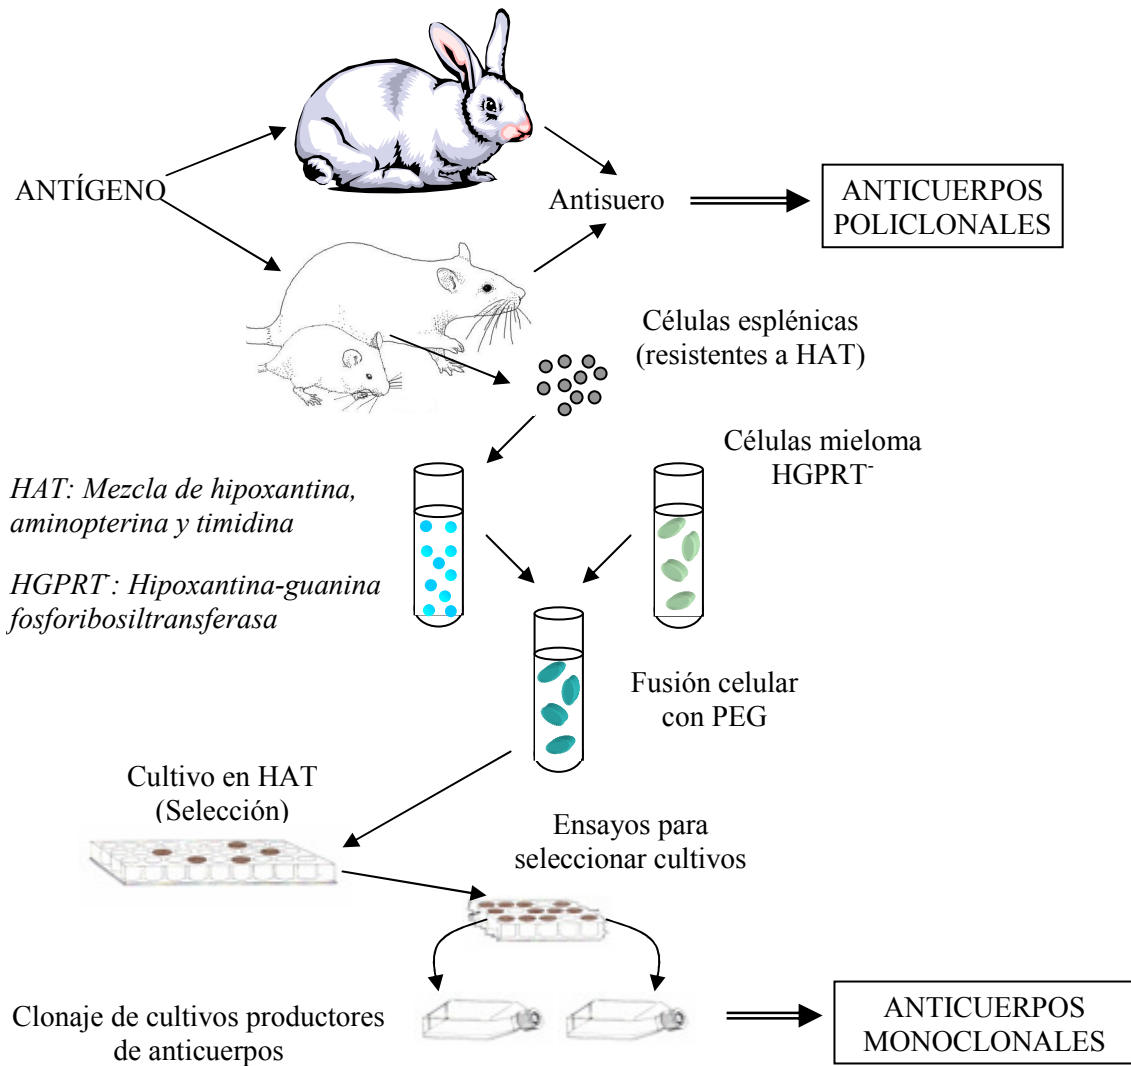 ANTÍGENO
Antisuero
ANTICUERPOS
POLICLONALES
Células esplénicas
(resistentes a HAT)
Células mieloma
HGPRT⁻
HAT: Mezcla de hipoxantina,
aminopterina y timidina
HGPRT⁻: Hipoxantina-guanina
fosforibosiltransferasa
Fusión celular
con PEG
Cultivo en HAT
(Selección)
Ensayos para
seleccionar cultivos
Clonaje de cultivos productores
de anticuerpos
ANTICUERPOS
MONOCLONALES